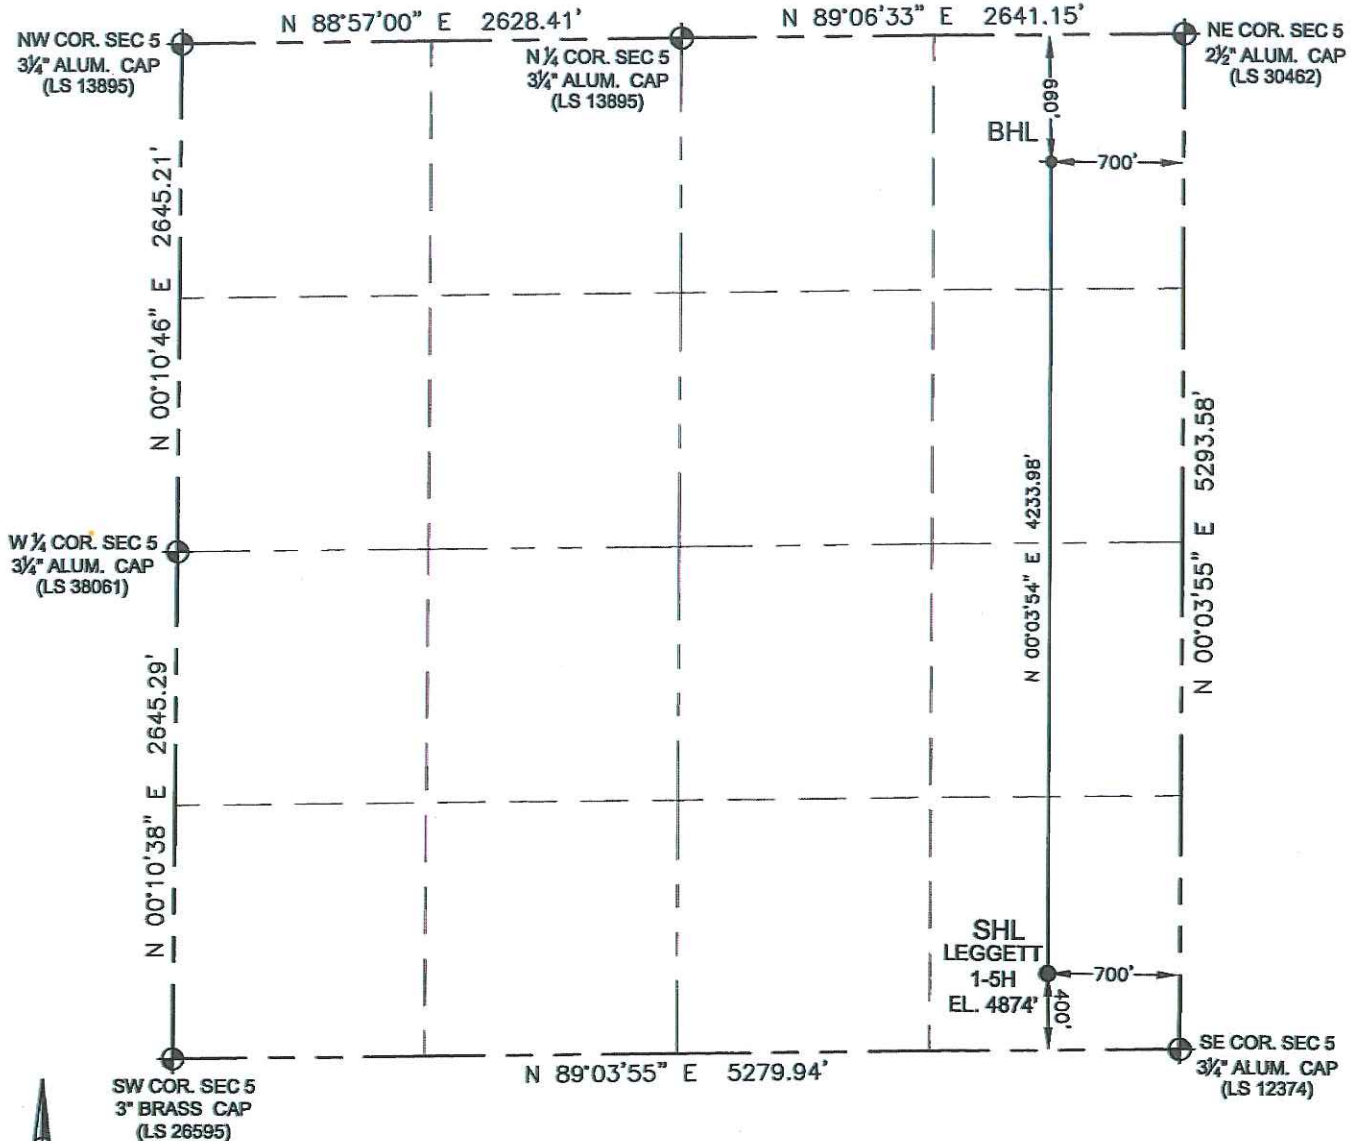 N 88°57'00" E 2628.41'
N 89°06'33" E 2641.15'
NW COR. SEC 5
3¼" ALUM. CAP
(LS 13895)
N ¼ COR. SEC 5
3¼" ALUM. CAP
(LS 13895)
NE COR. SEC 5
2½" ALUM. CAP
(LS 30462)
660'
BHL
700'
N 00°10'46" E 2645.21'
N 00°03'54" E 4233.98'
N 00°03'55" E 5293.58'
W ¼ COR. SEC 5
3¼" ALUM. CAP
(LS 38061)
N 00°10'38" E 2645.29'
SHL
LEGGETT
1-5H
EL. 4874'
700'
400'
SE COR. SEC 5
3¼" ALUM. CAP
(LS 12374)
N 89°03'55" E 5279.94'
SW COR. SEC 5
3" BRASS CAP
(LS 26595)